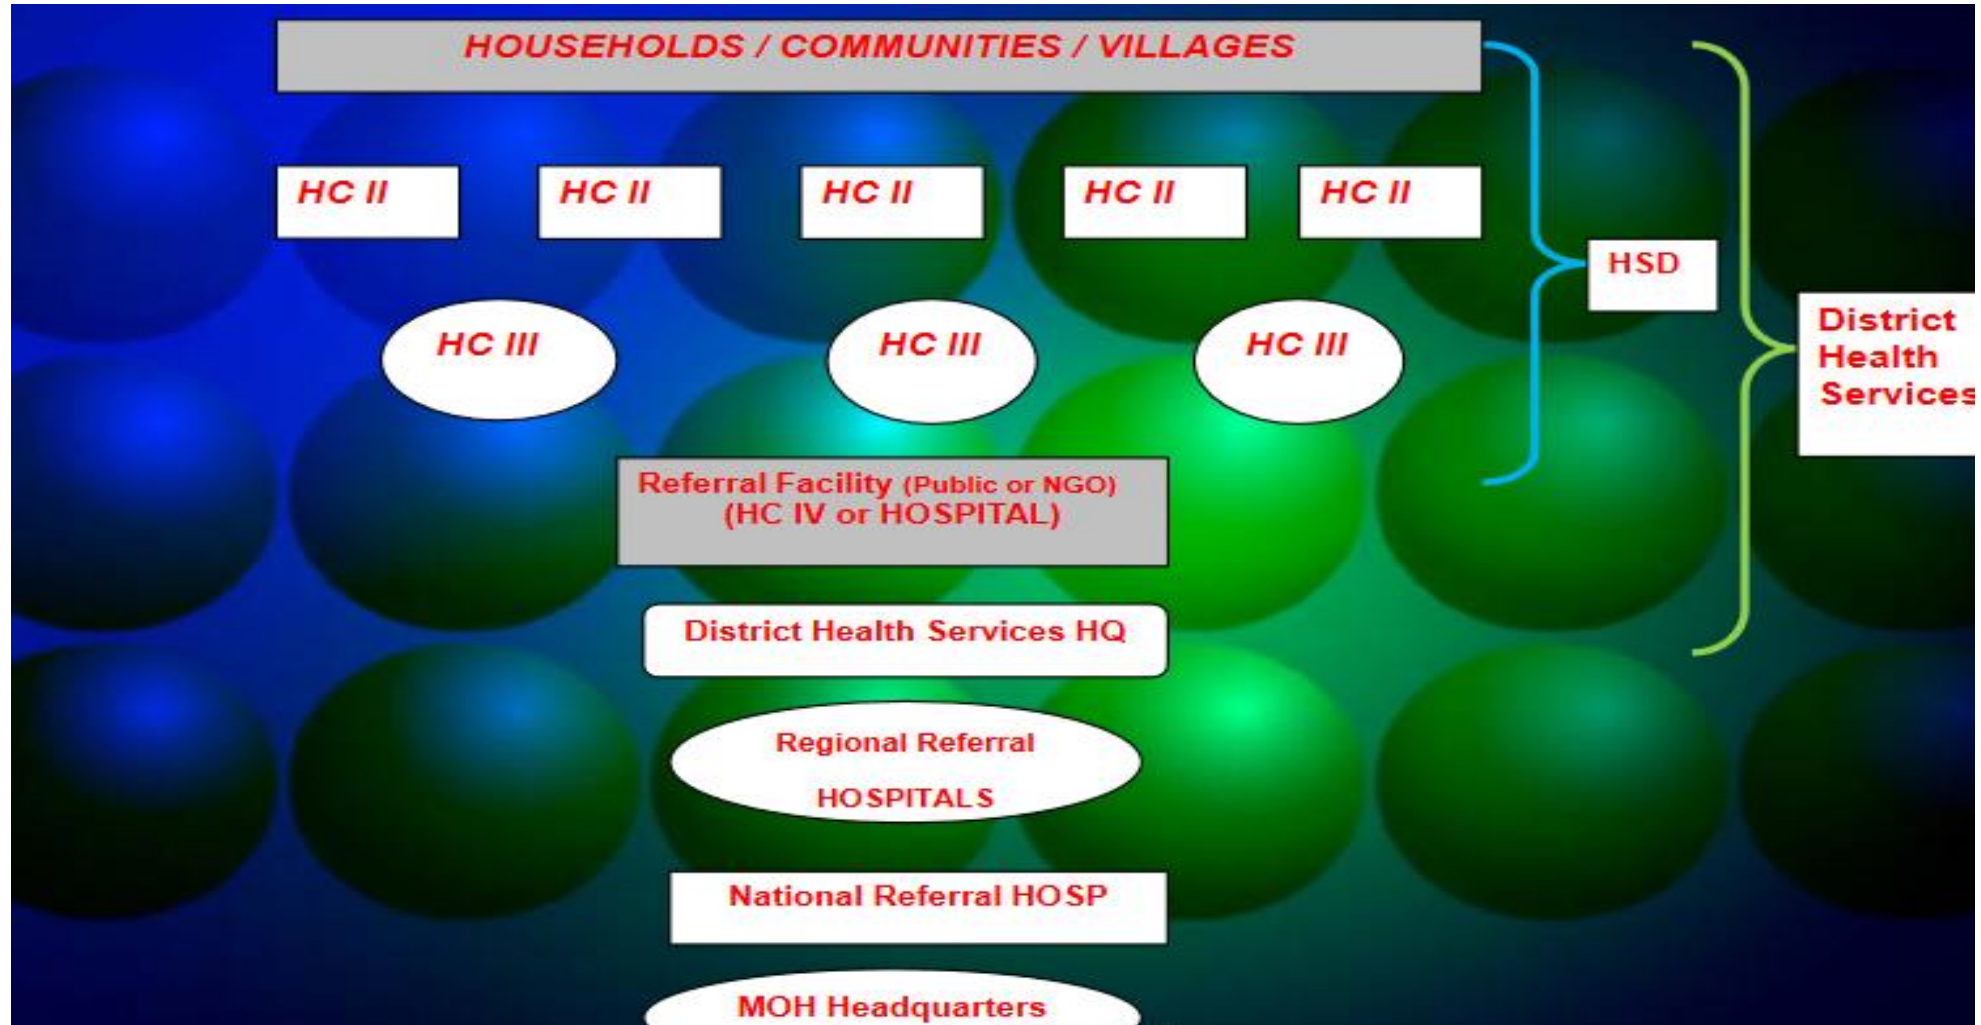 HOUSEHOLDS / COMMUNITIES / VILLAGES
HC II
HC II
HC II
HC II
HC II
HSD
HC III
HC III
HC III
District
Health
Services
Referral Facility (Public or NGO)
(HC IV or HOSPITAL)
District Health Services HQ
Regional Referral
HOSPITALS
National Referral HOSP
MOH Headquarters